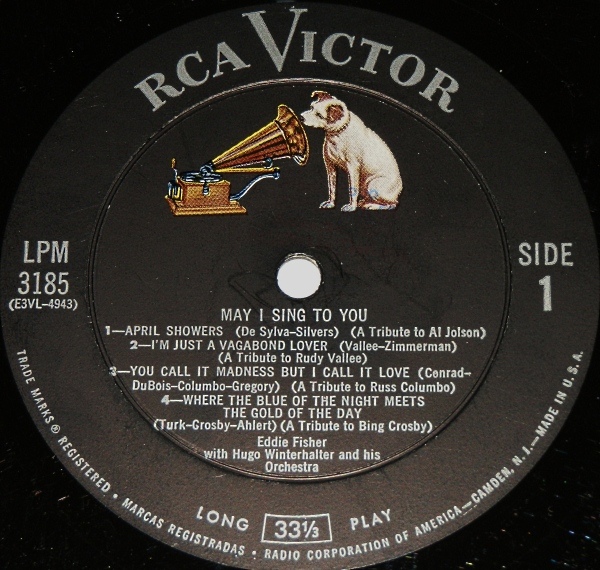 RCA VICTOR
LPM
3185
(E3VL-4943)
SIDE
1
MAY I SING TO YOU
1—APRIL SHOWERS (De Sylva-Silvers) (A Tribute to Al Jolson)
2—I'M JUST A VAGABOND LOVER (Vallee-Zimmerman)
(A Tribute to Rudy Vallee)
3—YOU CALL IT MADNESS BUT I CALL IT LOVE (Conrad-
DuBois-Columbo-Gregory) (A Tribute to Russ Columbo)
4—WHERE THE BLUE OF THE NIGHT MEETS
THE GOLD OF THE DAY
(Turk-Grosby-Ahlert) (A Tribute to Bing Crosby)
Eddie Fisher
with Hugo Winterhalter and his
Orchestra
LONG 33⅓ PLAY
TRADE MARKS ® REGISTERED • MARCAS REGISTRADAS • RADIO CORPORATION OF AMERICA—CAMDEN, N. J.—MADE IN U.S.A.